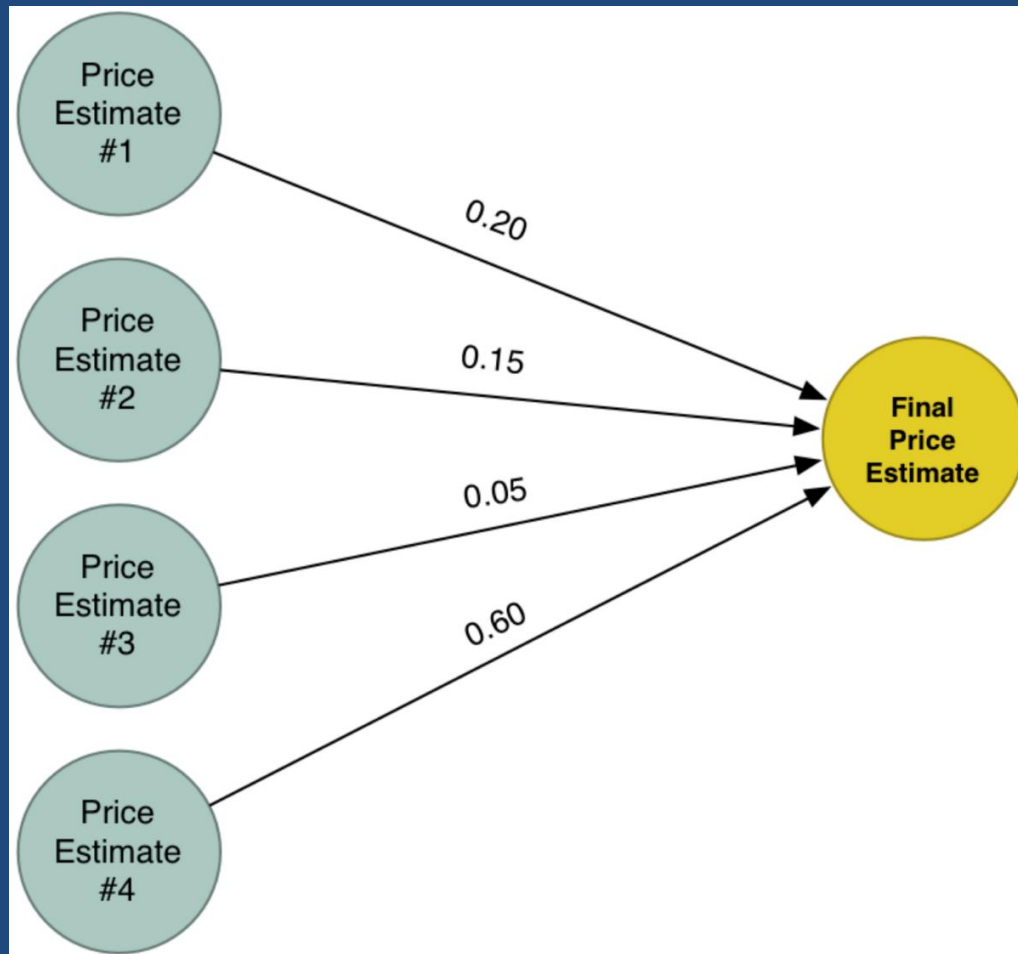 Price
Estimate
#1
0.20
Price
Estimate
#2
0.15
Final
Price
Estimate
0.05
Price
Estimate
#3
0.60
Price
Estimate
#4